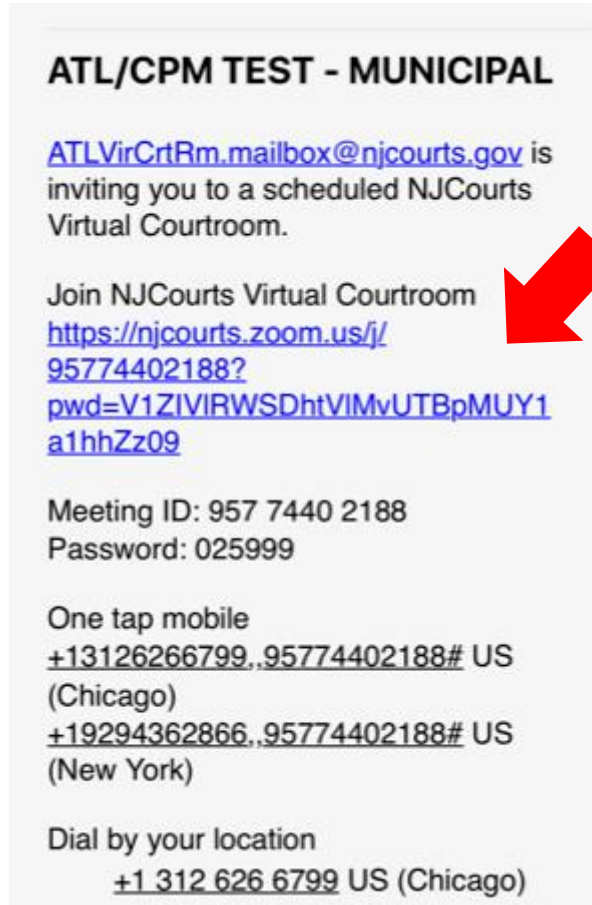 ATL/CPM TEST - MUNICIPAL
ATLVirCrtRm.mailbox@njcourts.gov is
inviting you to a scheduled NJCourts
Virtual Courtroom.
Join NJCourts Virtual Courtroom
https://njcourts.zoom.us/j/
95774402188?
pwd=V1ZIVlRWSDhtVlMvUTBpMUY1
a1hhZz09
Meeting ID: 957 7440 2188
Password: 025999
One tap mobile
+13126266799,,95774402188# US
(Chicago)
+19294362866,,95774402188# US
(New York)
Dial by your location
+1 312 626 6799 US (Chicago)